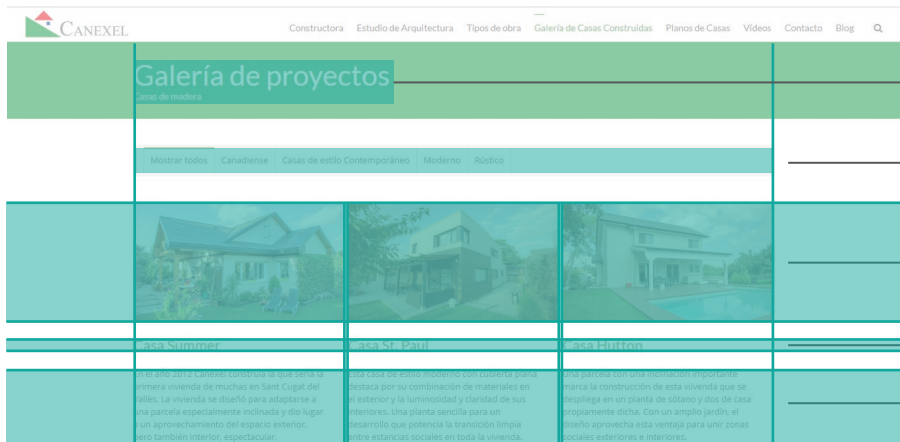 CANEXEL
Constructora Estudio de Arquitectura Tipos de obra Galería de Casas Construidas Planos de Casas Vídeos Contacto Blog
Galería de proyectos
Casas de madera
Mostrar todos Canadiense Casas de estilo Contemporáneo Moderno Rústico
Casa Summer Casa St. Paul Casa Hutton
En el año 2012 Canexel construía la que sería la
primera vivienda de muchas en Sant Cugat del
Vallès. La vivienda se diseñó para adaptarse a
una parcela especialmente inclinada y dio lugar
a un aprovechamiento del espacio exterior,
pero también interior, espectacular.
Esta casa de estilo moderno con cubierta plana
destaca por su combinación de materiales en
el exterior y la luminosidad y claridad de sus
interiores. Una planta sencilla para un
desarrollo que potencia la transición limpia
entre estancias sociales en toda la vivienda.
Una parcela con una inclinación importante
marca la construcción de esta vivienda que se
despliega en un planta de sótano y dos de casa
propiamente dicha. Con un amplio jardín, el
diseño aprovecha esta ventaja para unir zonas
sociales exteriores e interiores.